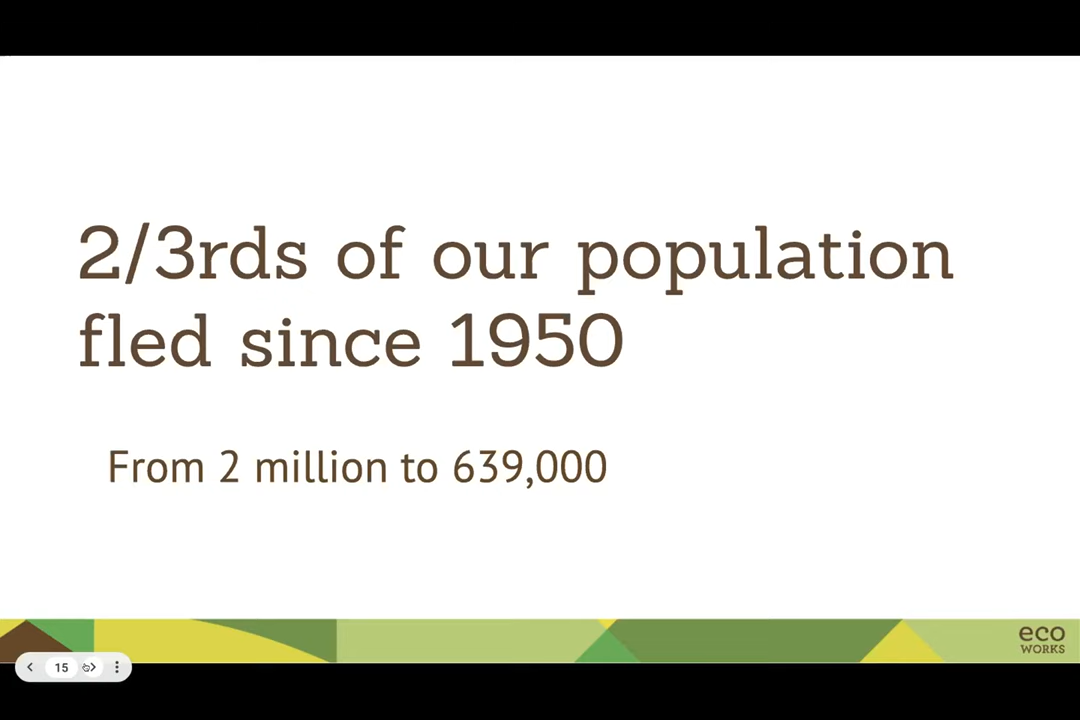 2/3rds of our population
fled since 1950
From 2 million to 639,000
eco
WORKS
15